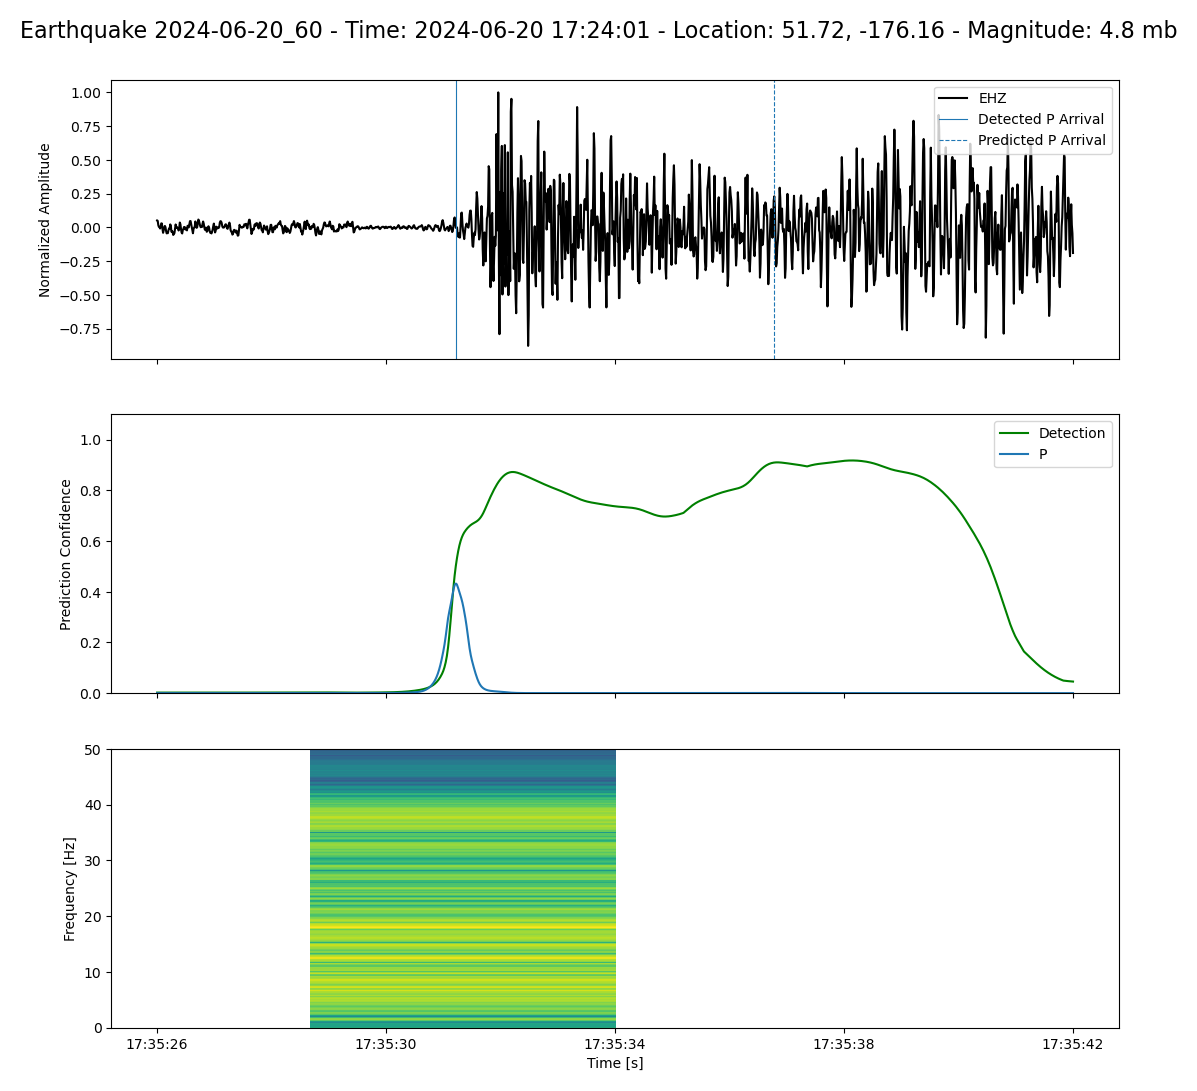 Earthquake 2024-06-20_60 - Time: 2024-06-20 17:24:01 - Location: 51.72, -176.16 - Magnitude: 4.8 mb
Normalized Amplitude
1.00
0.75
0.50
0.25
0.00
−0.25
−0.50
−0.75
EHZ
Detected P Arrival
Predicted P Arrival
Prediction Confidence
1.0
0.8
0.6
0.4
0.2
0.0
Detection
P
Frequency [Hz]
50
40
30
20
10
0
17:35:26 17:35:30 17:35:34 17:35:38 17:35:42
Time [s]